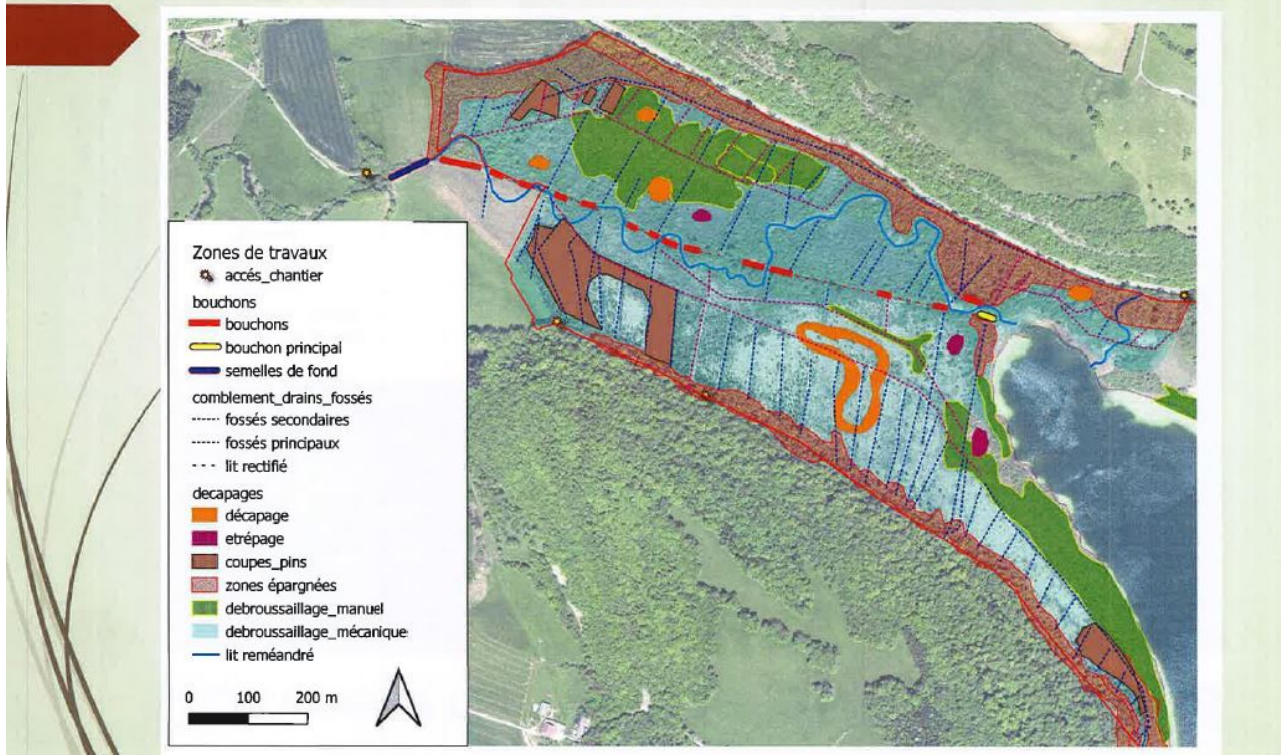 Zones de travaux
accés_chantier
bouchons
bouchons
bouchon principal
semelles de fond
comblement_drains_fossés
fossés secondaires
fossés principaux
lit rectifié
decapages
décapage
etrépage
coupes_pins
zones épargnées
debroussaillage_manuel
debroussaillage_mécanique
lit reméandré
0 100 200 m